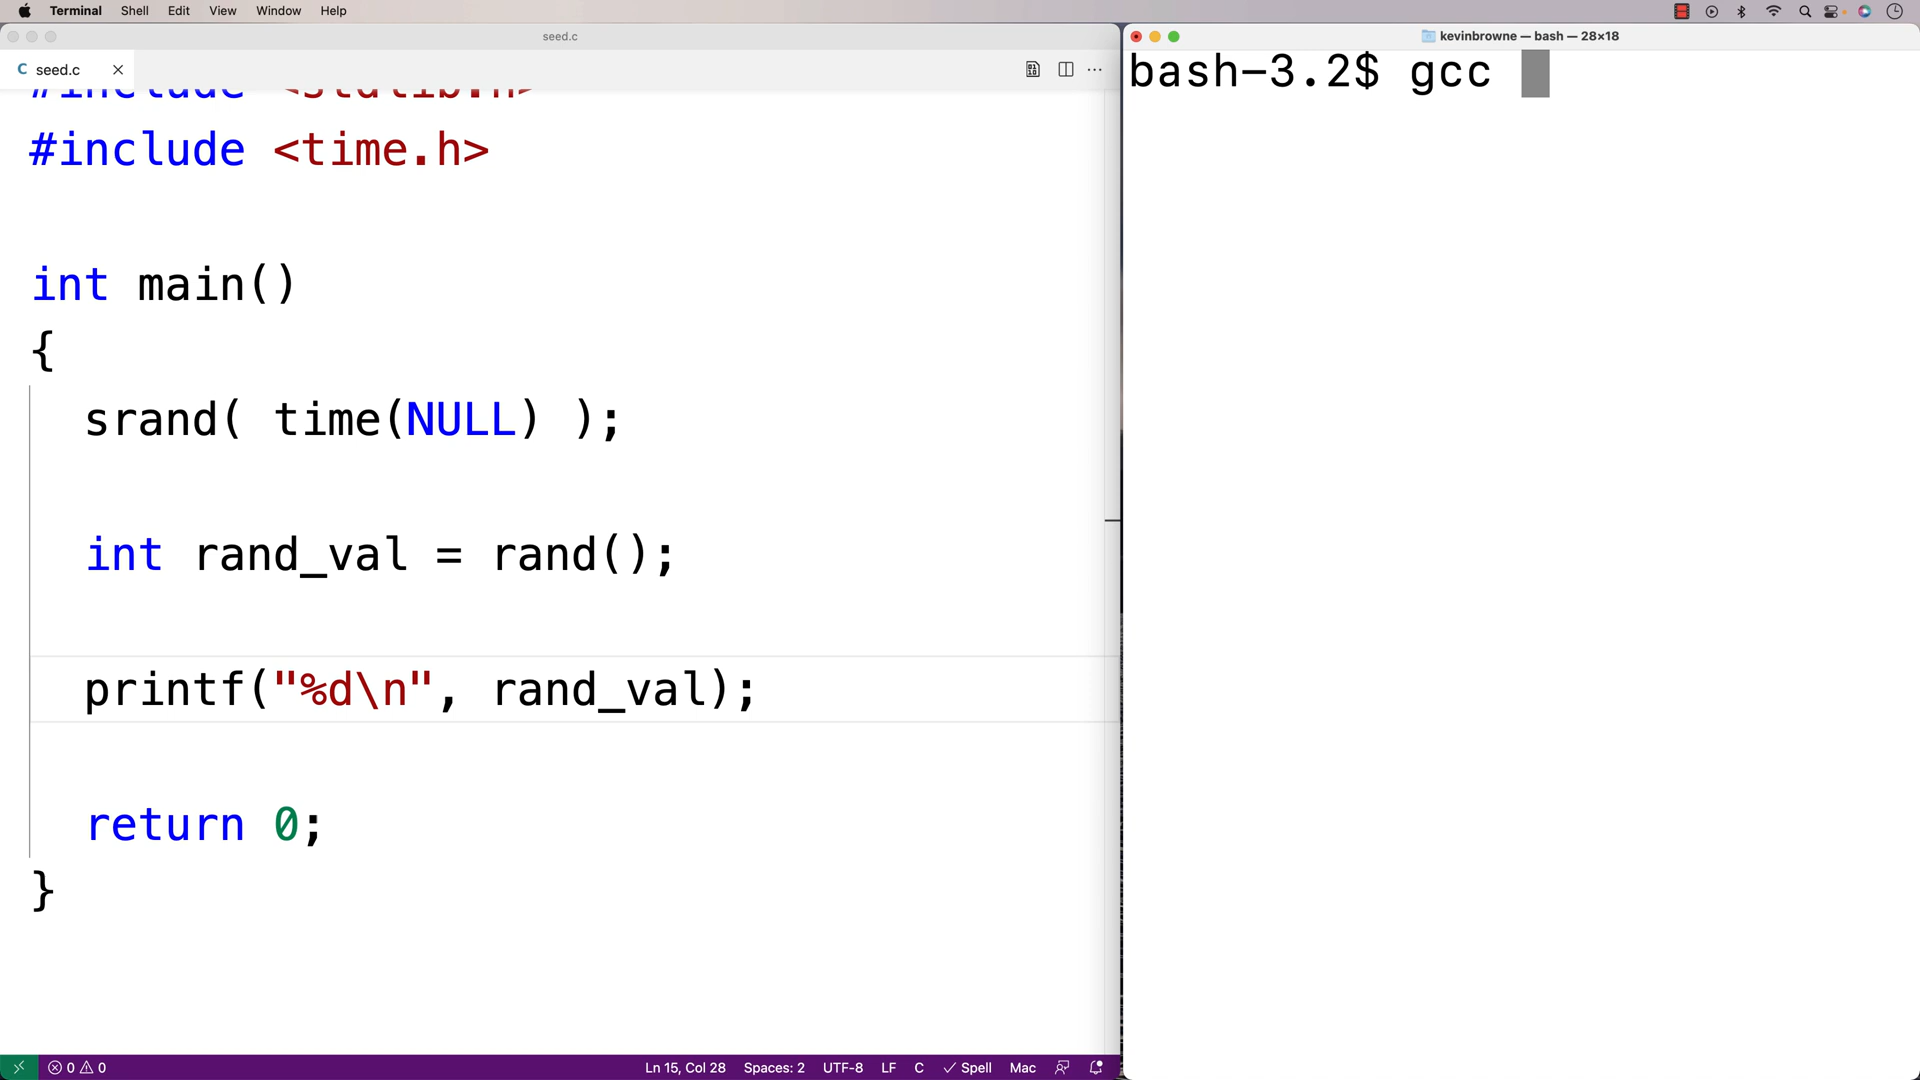 Terminal Shell Edit View Window Help
seed.c
C seed.c
#include <stdlib.h>
#include <time.h>
int main()
{
srand( time(NULL) );
int rand_val = rand();
printf("%d\n", rand_val);
return 0;
}
0 0 Ln 15, Col 28 Spaces: 2 UTF-8 LF C Spell Mac
kevinbrowne — bash — 28×18
bash-3.2$ gcc